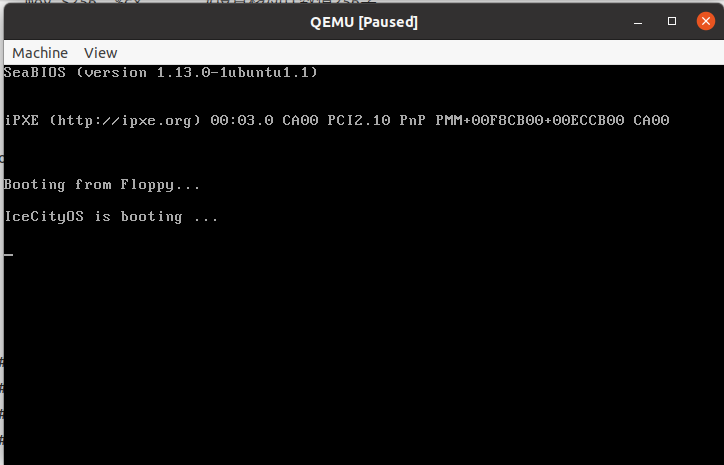 QEMU [Paused]
Machine View
SeaBIOS (version 1.13.0-1ubuntu1.1)
iPXE (http://ipxe.org) 00:03.0 CA00 PCI2.10 PnP PMM+00F8CB00+00ECCB00 CA00
Booting from Floppy...
IceCityOS is booting ...
#
#
#
#